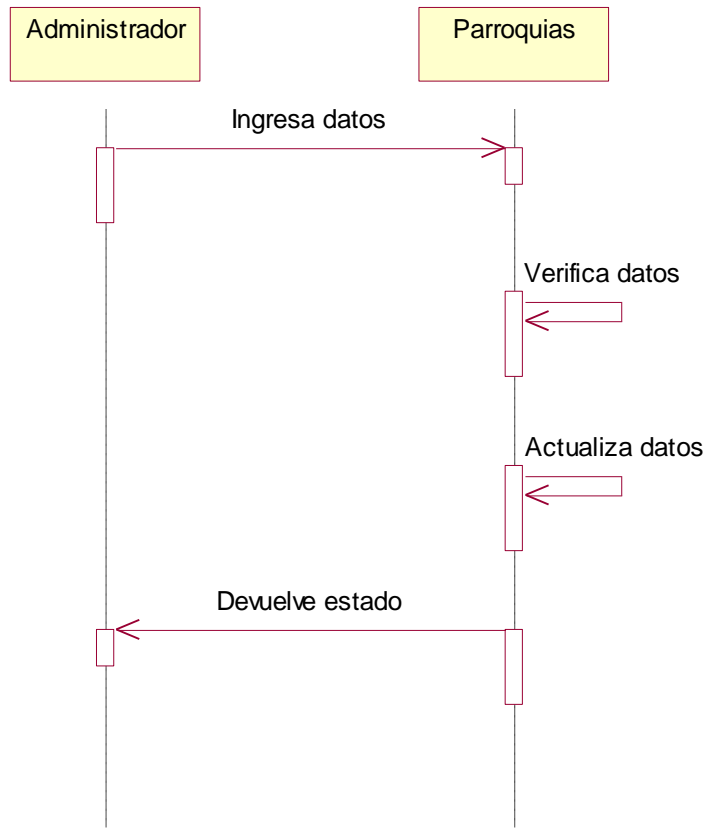 Administrador
Parroquias
Ingresa datos
Verifica datos
Actualiza datos
Devuelve estado